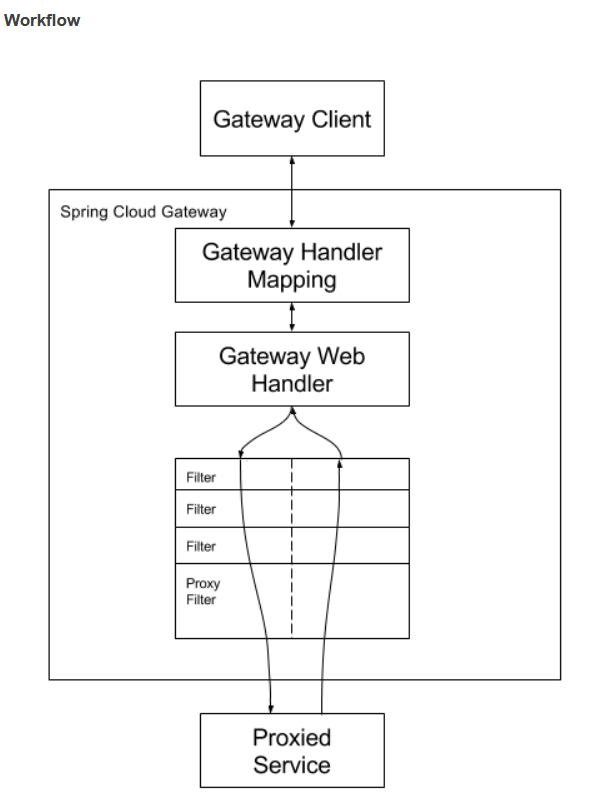 Workflow
Gateway Client
Spring Cloud Gateway
Gateway Handler
Mapping
Gateway Web
Handler
Filter
Filter
Filter
Proxy
Filter
Proxied
Service